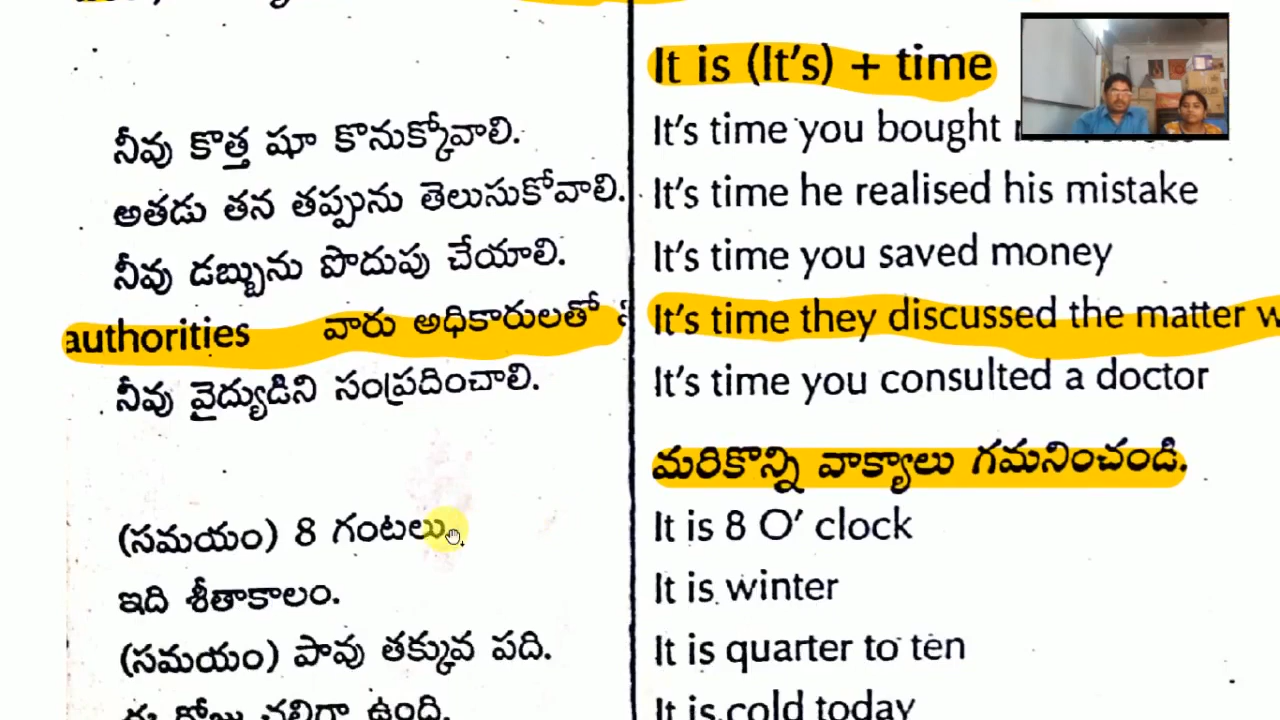 It is (It's) + time
నీవు కొత్త షూ కొనుక్కోవాలి.
It's time you bought
అతడు తన తప్పును తెలుసుకోవాలి.
It's time he realised his mistake
నీవు డబ్బును పొదుపు చేయాలి.
It's time you saved money
authorities వారు అధికారులతో
It's time they discussed the matter
నీవు వైద్యుడిని సంప్రదించాలి.
It's time you consulted a doctor
మరికొన్ని వాక్యాలు గమనించండి.
(సమయం) 8 గంటలు.
It is 8 O' clock
ఇది శీతాకాలం.
It is winter
(సమయం) పావు తక్కువ పది.
It is quarter to ten
ఈ రోజు చలిగా ఉంది.
It is cold today